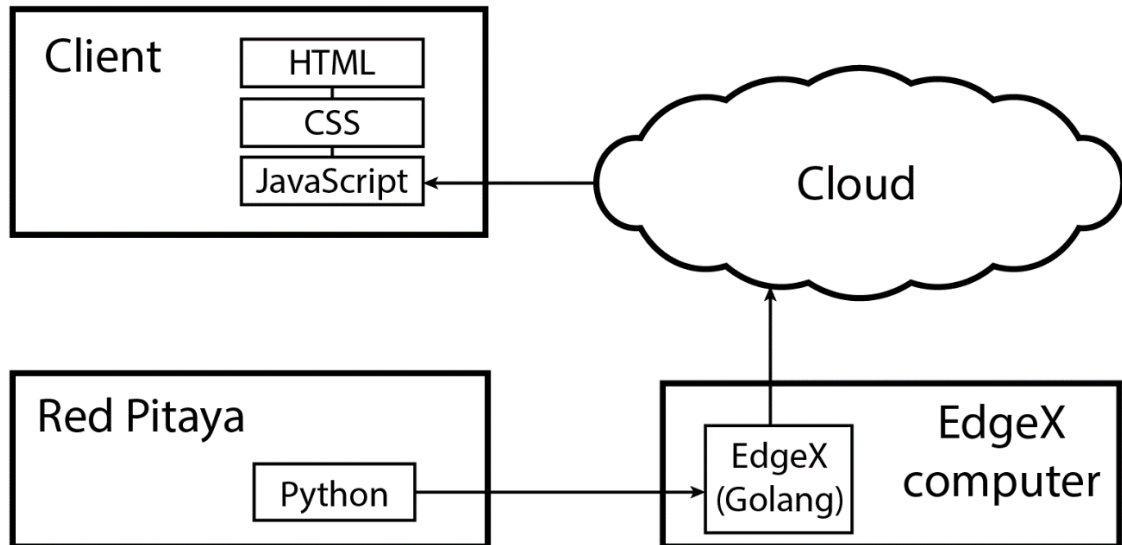 Client
HTML
CSS
JavaScript
Cloud
Red Pitaya
Python
EdgeX
(Golang)
EdgeX
computer